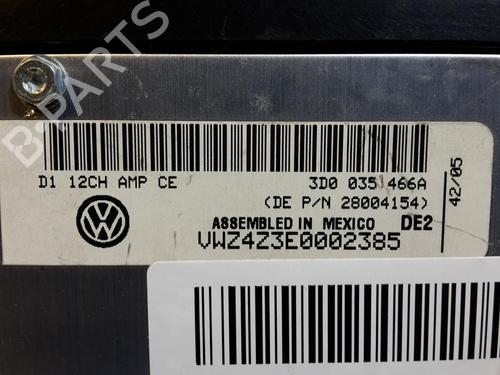 B-PARTS
D1 12CH AMP CE
3D0 035 466A
(DE P/N 28004154)
ASSEMBLED IN MEXICO DE2
VWZ4Z3E0002385
42/05